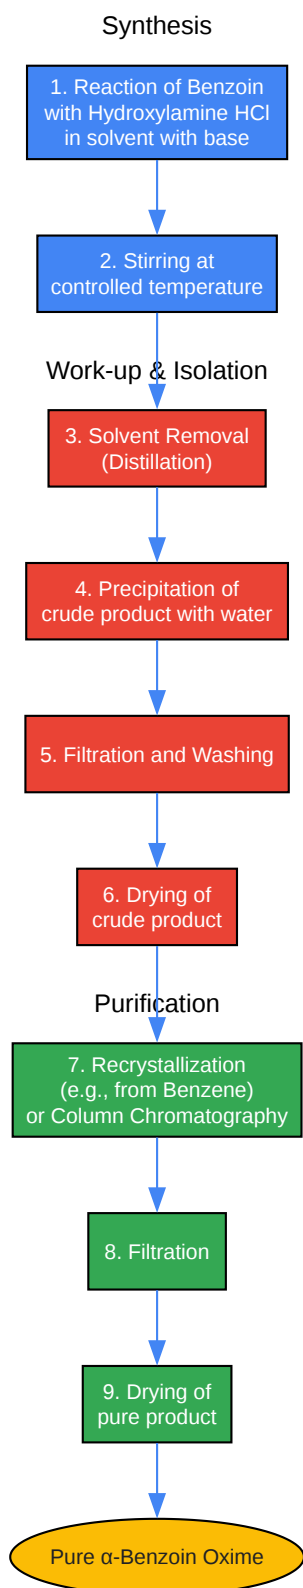 Synthesis
1. Reaction of Benzoin
with Hydroxylamine HCl
in solvent with base
2. Stirring at
controlled temperature
Work-up & Isolation
3. Solvent Removal
(Distillation)
4. Precipitation of
crude product with water
5. Filtration and Washing
6. Drying of
crude product
Purification
7. Recrystallization
(e.g., from Benzene)
or Column Chromatography
8. Filtration
9. Drying of
pure product
Pure α-Benzoin Oxime